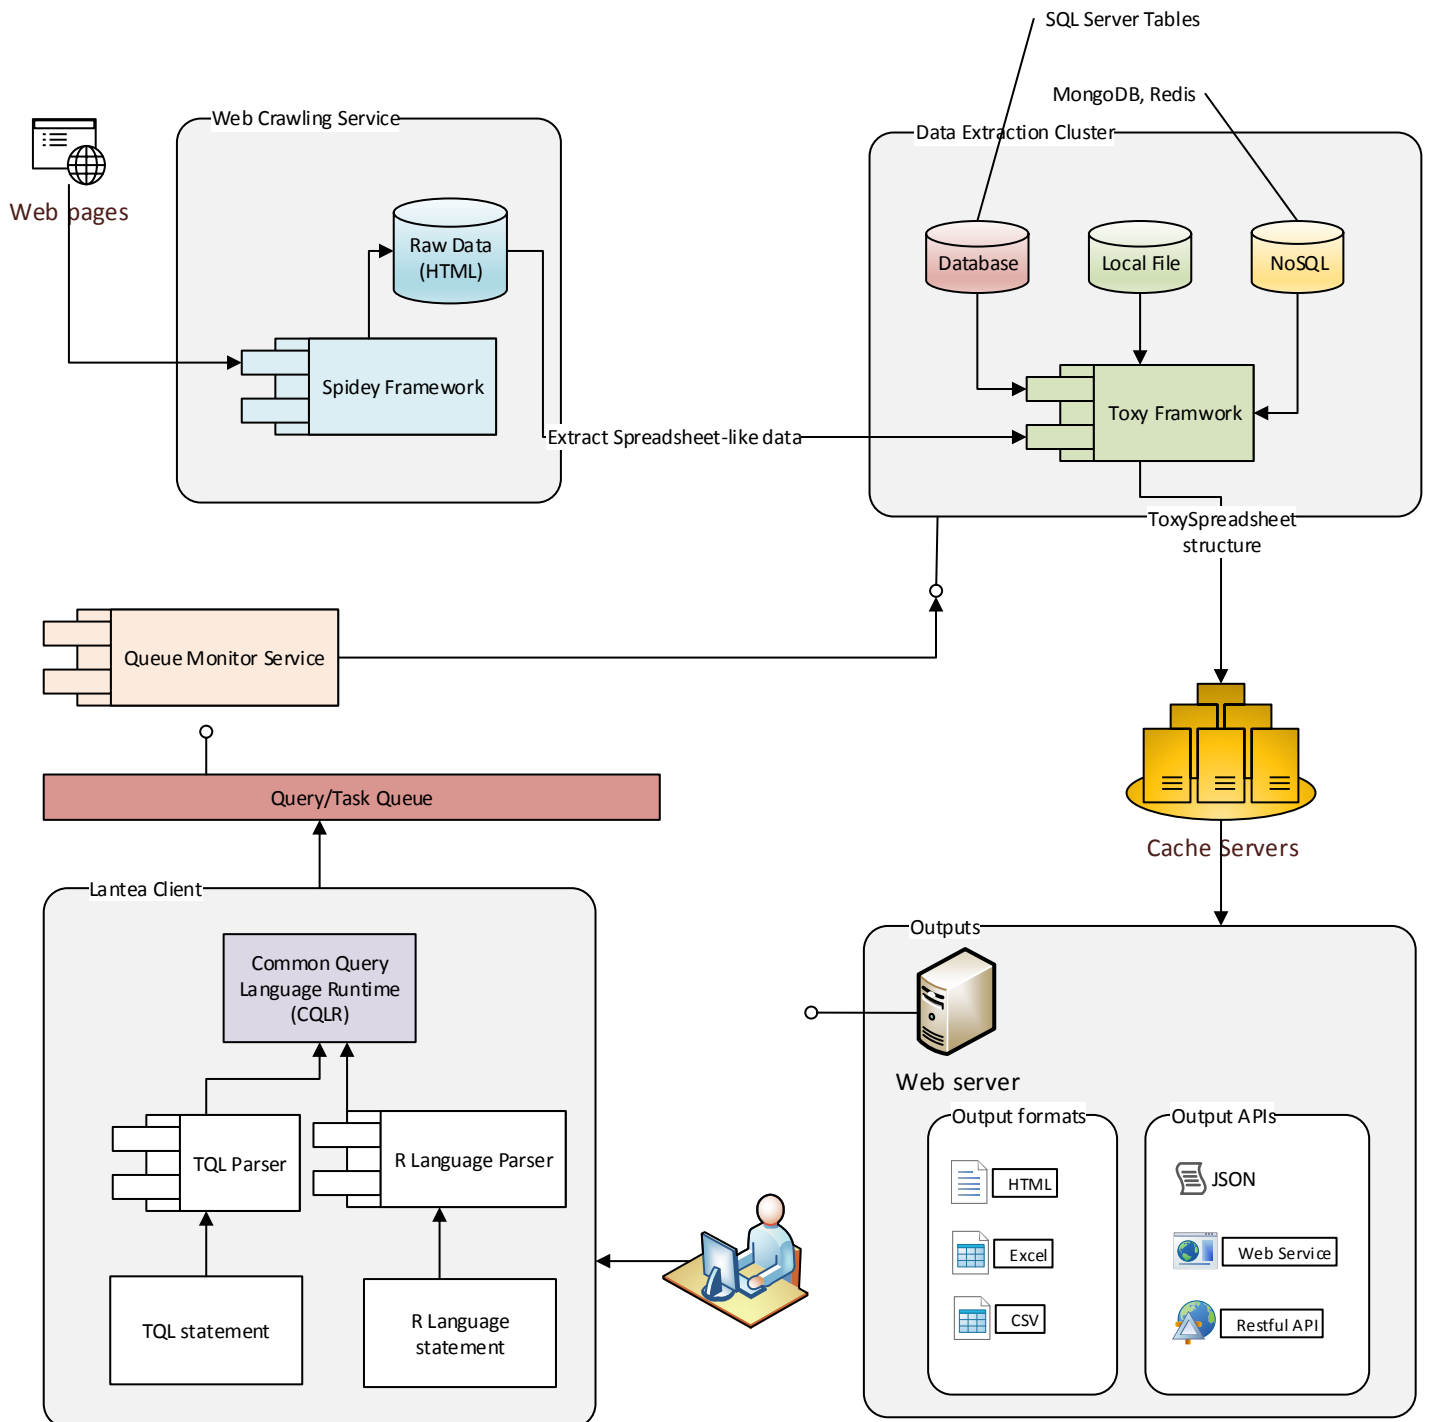 SQL Server Tables
MongoDB, Redis
Web Crawling Service
Data Extraction Cluster
Web pages
Raw Data
(HTML)
Database
Local File
NoSQL
Spidey Framework
Toxy Framwork
Extract Spreadsheet-like data
ToxySpreadsheet
structure
Queue Monitor Service
Query/Task Queue
Cache Servers
Lantea Client
Outputs
Common Query
Language Runtime
(CQLR)
Web server
TQL Parser
R Language Parser
Output formats
Output APIs
HTML
JSON
Excel
Web Service
CSV
Restful API
TQL statement
R Language
statement